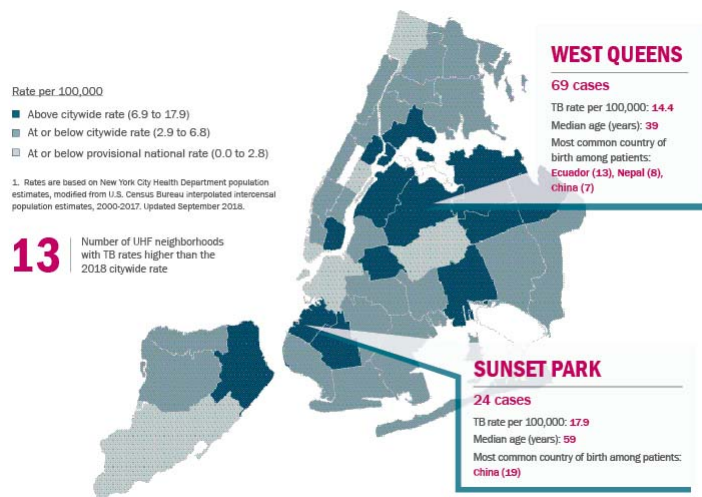 Rate per 100,000
Above citywide rate (6.9 to 17.9)
At or below citywide rate (2.9 to 6.8)
At or below provisional national rate (0.0 to 2.8)
1. Rates are based on New York City Health Department population
estimates, modified from U.S. Census Bureau interpolated intercensal
population estimates, 2000-2017. Updated September 2018.
13
Number of UHF neighborhoods
with TB rates higher than the
2018 citywide rate
WEST QUEENS
69 cases
TB rate per 100,000: 14.4
Median age (years): 39
Most common country of
birth among patients:
Ecuador (13), Nepal (8),
China (7)
SUNSET PARK
24 cases
TB rate per 100,000: 17.9
Median age (years): 59
Most common country of birth among patients:
China (19)